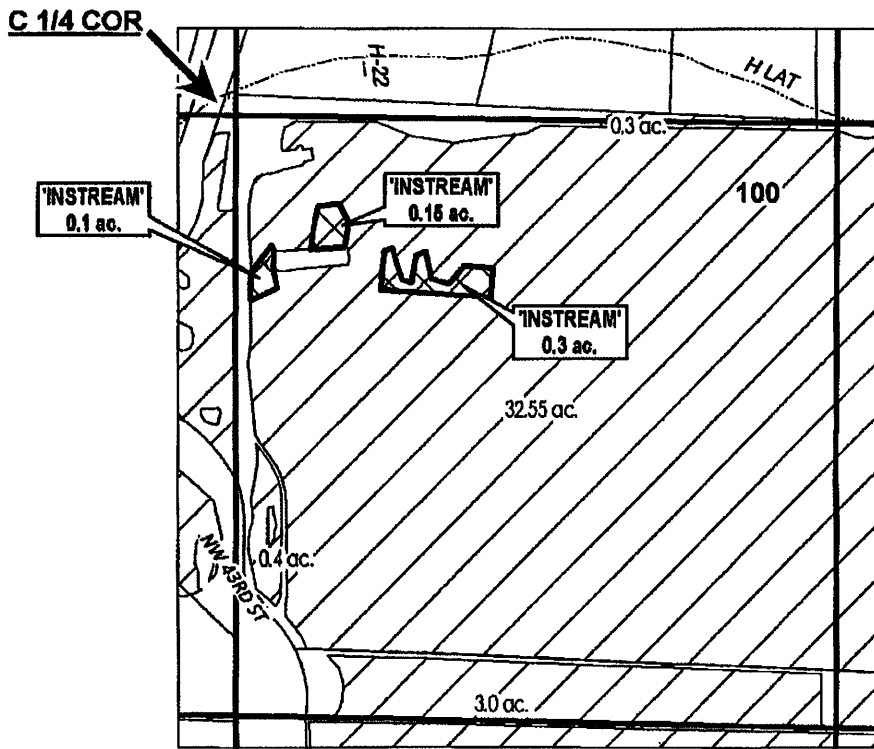 C 1/4 COR
H-22
H LAT
0.3 ac.
100
'INSTREAM'
0.1 ac.
'INSTREAM'
0.15 ac.
'INSTREAM'
0.3 ac.
32.55 ac.
0.4 ac.
NW 43RD ST
3.0 ac.